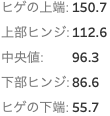 ヒゲの上端: 150.7
上部ヒンジ: 112.6
中央値: 96.3
下部ヒンジ: 86.6
ヒゲの下端: 55.7